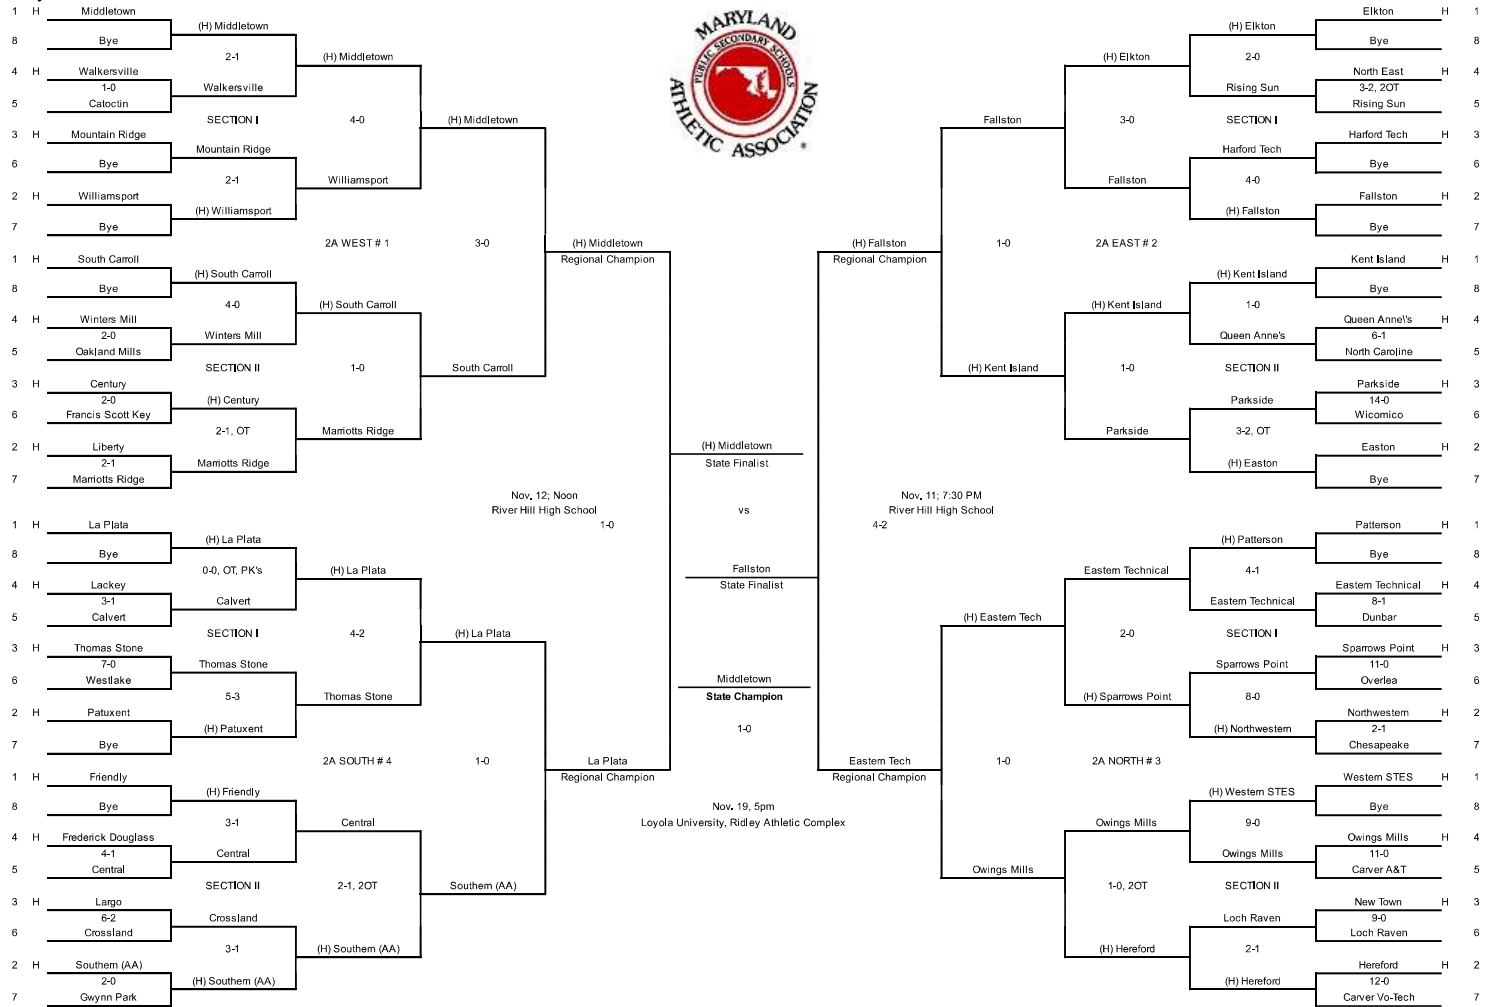 MARYLAND
PUBLIC SECONDARY SCHOOLS
ATHLETIC ASSOCIATION
®
1 H Middletown
(H) Middletown
8 Bye
2-1
(H) Middletown
4 H Walkersville
1-0
Walkersville
5 Catoctin
SECTION I
4-0
(H) Middletown
3 H Mountain Ridge
Mountain Ridge
6 Bye
2-1
Williamsport
2 H Williamsport
(H) Williamsport
7 Bye
2A WEST # 1
3-0
(H) Middletown
Regional Champion
1 H South Carroll
(H) South Carroll
8 Bye
4-0
(H) South Carroll
4 H Winters Mill
2-0
Winters Mill
5 Oakland Mills
SECTION II
1-0
South Carroll
3 H Century
2-0
(H) Century
6 Francis Scott Key
2-1, OT
Marriotts Ridge
2 H Liberty
2-1
Marriotts Ridge
7 Marriotts Ridge
Nov. 12; Noon
River Hill High School
1-0
1 H La Plata
(H) La Plata
8 Bye
0-0, OT, PK's
(H) La Plata
4 H Lackey
3-1
Calvert
5 Calvert
SECTION I
4-2
(H) La Plata
3 H Thomas Stone
7-0
Thomas Stone
6 Westlake
5-3
Thomas Stone
2 H Patuxent
(H) Patuxent
7 Bye
2A SOUTH # 4
1-0
La Plata
Regional Champion
1 H Friendly
(H) Friendly
8 Bye
3-1
Central
4 H Frederick Douglass
4-1
Central
5 Central
SECTION II
2-1, 2OT
Southern (AA)
3 H Largo
6-2
Crossland
6 Crossland
3-1
(H) Southern (AA)
2 H Southern (AA)
2-0
(H) Southern (AA)
7 Gwynn Park
(H) Middletown
State Finalist
vs
Fallston
State Finalist
Middletown
State Champion
1-0
Nov. 19, 5pm
Loyola University, Ridley Athletic Complex
Elkton H 1
(H) Elkton
Bye 8
2-0
(H) Elkton
North East H 4
3-2, 2OT
Rising Sun
Rising Sun 5
SECTION I
3-0
Fallston
Harford Tech H 3
Harford Tech
Bye 6
4-0
Fallston
Fallston H 2
(H) Fallston
Bye 7
2A EAST # 2
1-0
(H) Fallston
Regional Champion
Kent Island H 1
(H) Kent Island
Bye 8
1-0
(H) Kent Island
Queen Anne\'s H 4
6-1
Queen Anne's
North Caroline 5
SECTION II
1-0
(H) Kent Island
Parkside H 3
14-0
Parkside
Wicomico 6
3-2, OT
Parkside
Easton H 2
(H) Easton
Bye 7
Nov. 11; 7:30 PM
River Hill High School
4-2
Patterson H 1
(H) Patterson
Bye 8
4-1
Eastern Technical
Eastern Technical H 4
8-1
Eastern Technical
Dunbar 5
SECTION I
2-0
(H) Eastern Tech
Sparrows Point H 3
11-0
Sparrows Point
Overlea 6
8-0
(H) Sparrows Point
Northwestern H 2
2-1
(H) Northwestern
Chesapeake 7
2A NORTH # 3
1-0
Eastern Tech
Regional Champion
Western STES H 1
(H) Western STES
Bye 8
9-0
Owings Mills
Owings Mills H 4
11-0
Owings Mills
Carver A&T 5
SECTION II
1-0, 2OT
Owings Mills
New Town H 3
9-0
Loch Raven
Loch Raven 6
2-1
(H) Hereford
Hereford H 2
12-0
(H) Hereford
Carver Vo-Tech 7